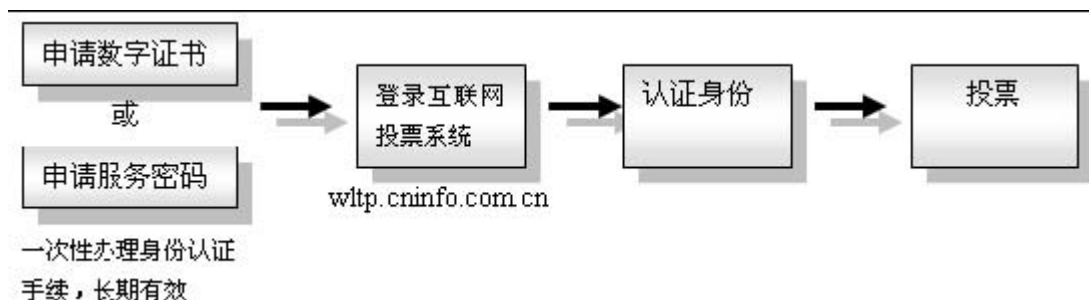 申请数字证书
或
申请服务密码
一次性办理身份认证
手续，长期有效
登录互联网
投票系统
wltp.cninfo.com.cn
认证身份
投票